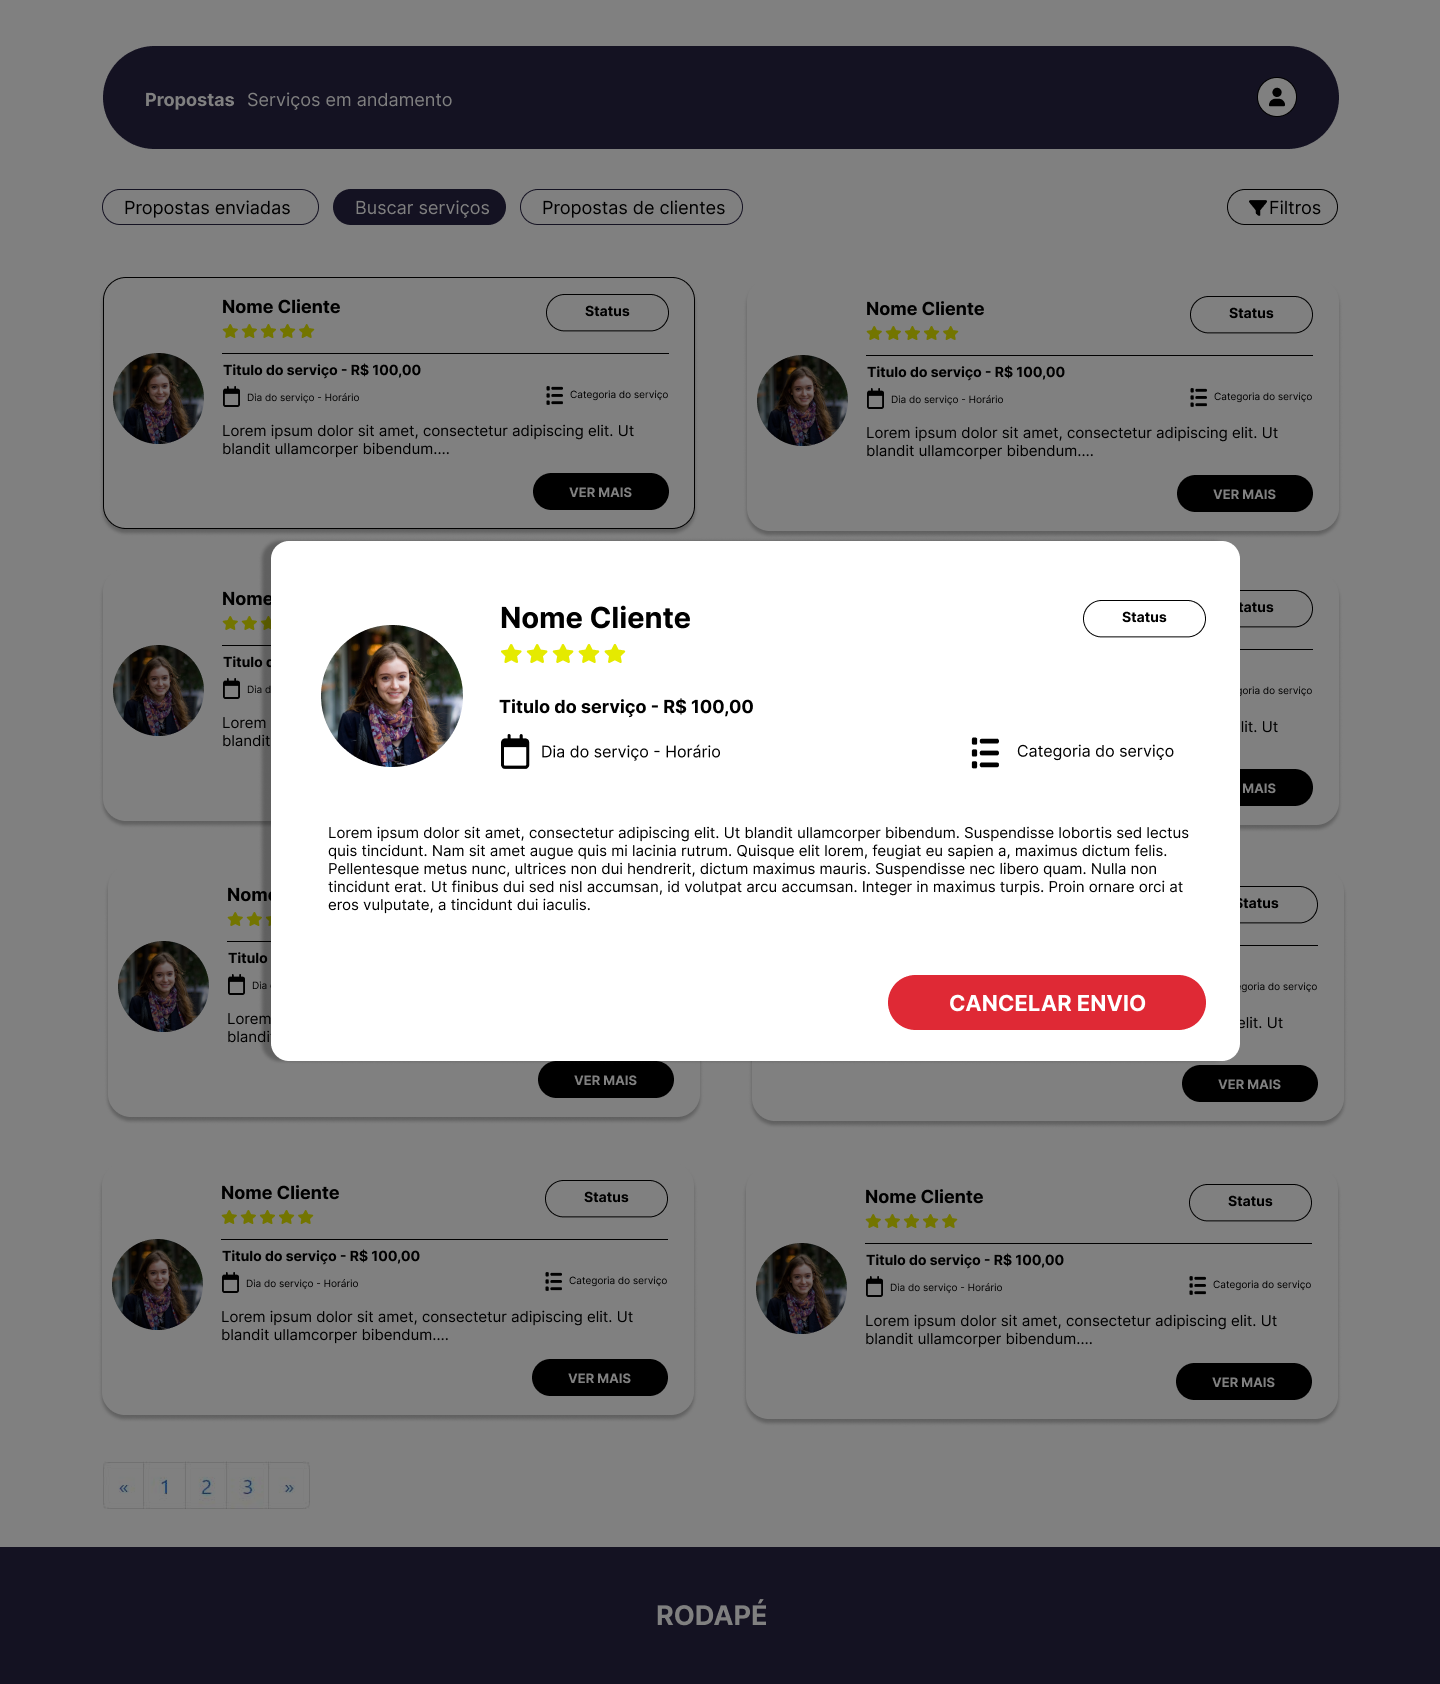 Propostas Serviços em andamento
Propostas enviadas
Buscar serviços
Propostas de clientes
Filtros
Nome Cliente
Status
Titulo do serviço - R$ 100,00
Dia do serviço - Horário
Categoria do serviço
Lorem ipsum dolor sit amet, consectetur adipiscing elit. Ut
blandit ullamcorper bibendum....
VER MAIS
Nome Cliente
Status
Titulo do serviço - R$ 100,00
Dia do serviço - Horário
Categoria do serviço
Lorem ipsum dolor sit amet, consectetur adipiscing elit. Ut
blandit ullamcorper bibendum....
VER MAIS
Nome
Titulo
Dia d
Lorem
blandit
tatus
goria do serviço
lit. Ut
MAIS
Nome Cliente
Status
Titulo do serviço - R$ 100,00
Dia do serviço - Horário
Categoria do serviço
Lorem ipsum dolor sit amet, consectetur adipiscing elit. Ut blandit ullamcorper bibendum. Suspendisse lobortis sed lectus
quis tincidunt. Nam sit amet augue quis mi lacinia rutrum. Quisque elit lorem, feugiat eu sapien a, maximus dictum felis.
Pellentesque metus nunc, ultrices non dui hendrerit, dictum maximus mauris. Suspendisse nec libero quam. Nulla non
tincidunt erat. Ut finibus dui sed nisl accumsan, id volutpat arcu accumsan. Integer in maximus turpis. Proin ornare orci at
eros vulputate, a tincidunt dui iaculis.
CANCELAR ENVIO
Nome
Titulo
Dia
Lorem
blandi
VER MAIS
Status
egoria do serviço
elit. Ut
VER MAIS
Nome Cliente
Status
Titulo do serviço - R$ 100,00
Dia do serviço - Horário
Categoria do serviço
Lorem ipsum dolor sit amet, consectetur adipiscing elit. Ut
blandit ullamcorper bibendum....
VER MAIS
Nome Cliente
Status
Titulo do serviço - R$ 100,00
Dia do serviço - Horário
Categoria do serviço
Lorem ipsum dolor sit amet, consectetur adipiscing elit. Ut
blandit ullamcorper bibendum....
VER MAIS
« 1 2 3 »
RODAPÉ